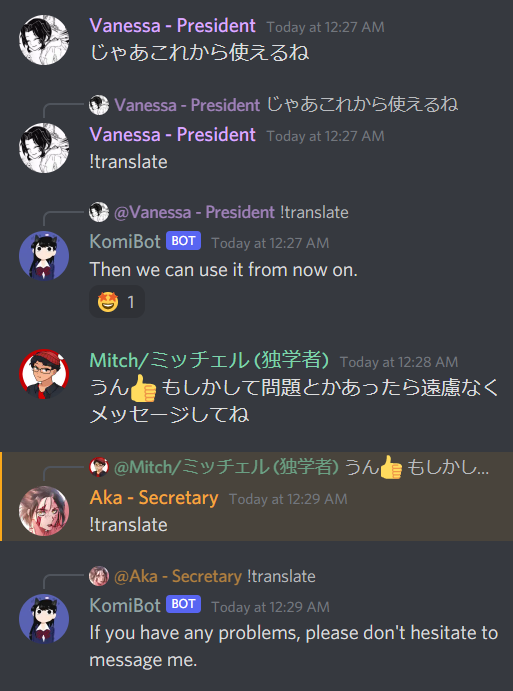 Vanessa - President Today at 12:27 AM
じゃあこれから使えるね
Vanessa - President じゃあこれから使えるね
Vanessa - President Today at 12:27 AM
!translate
@Vanessa - President !translate
KomiBot BOT Today at 12:27 AM
Then we can use it from now on.
🤩 1
Mitch/ミッチェル (独学者) Today at 12:28 AM
うん👍 もしかして問題とかあったら遠慮なく
メッセージしてね
@Mitch/ミッチェル (独学者) うん👍 もしかし...
Aka - Secretary Today at 12:29 AM
!translate
@Aka - Secretary !translate
KomiBot BOT Today at 12:29 AM
If you have any problems, please don't hesitate to
message me.